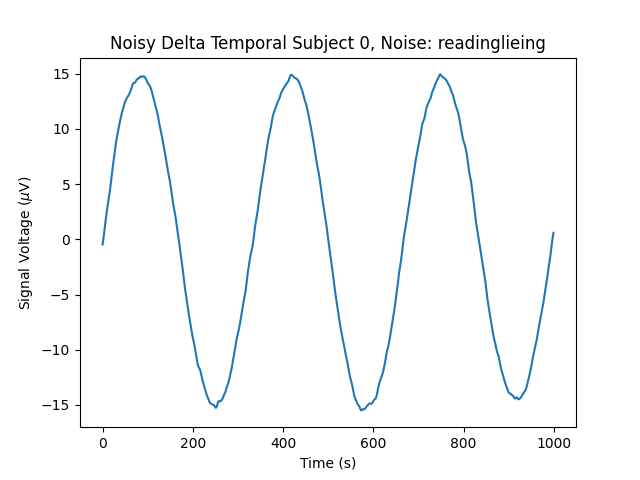 Noisy Delta Temporal Subject 0, Noise: readinglieing
15
10
5
0
−5
−10
−15
Signal Voltage (μV)
0 200 400 600 800 1000
Time (s)